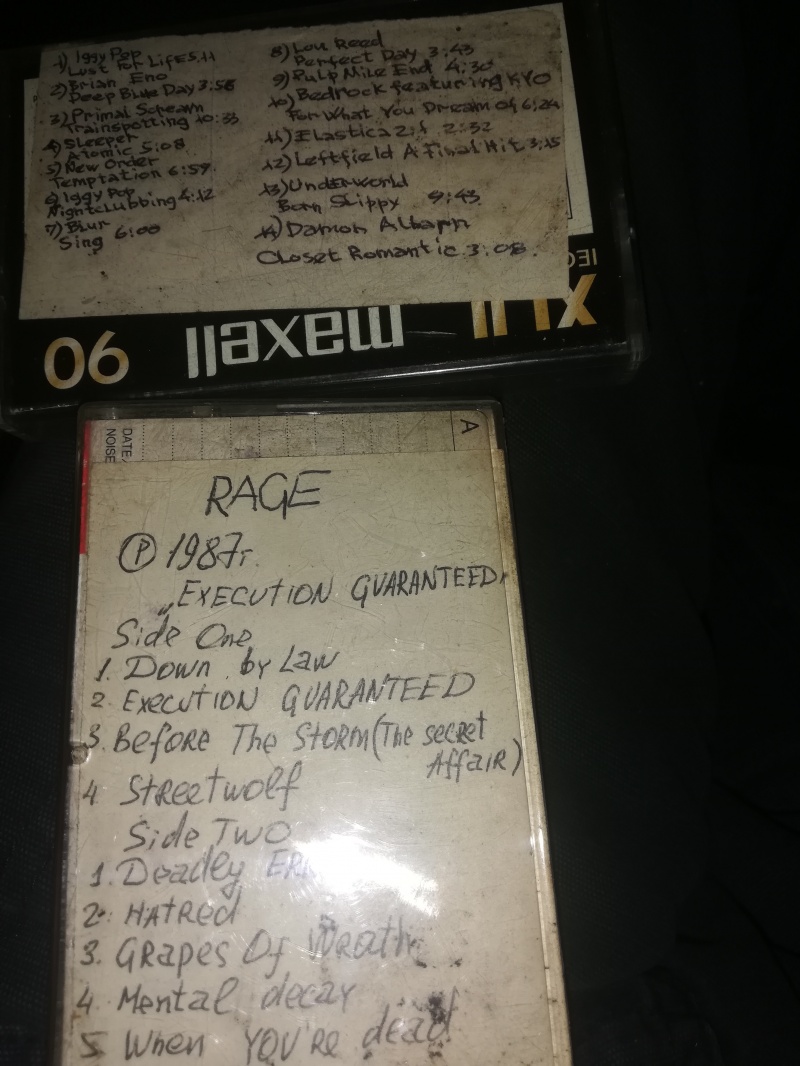 1) Iggy Pop
Lust for Life 5.11
2) Brian Eno
Deep Blue Day 3:56
3) Primal Scream
Trainspotting 10:33
4) Sleeper
Atomic 5:08
5) New Order
Temptation 6:59
6) Iggy Pop
Nightclubbing 4:12
7) Blur
Sing 6:00
8) Lou Reed
Perfect Day 3:43
9) Pulp Mile End 4:30
10) Bedrock featuring KYO
For What You Dream Of 6:24
11) Elastica 2:1 2:32
12) Leftfield A Final Hit 3:15
13) Underworld
Born Slippy 9:43
14) Damon Albarn
Closet Romantic 3:08
IEC
XLII
maxell
90
A
DATE/
NOISE
RAGE
Ⓟ 1987г.
„EXECUTION GUARANTEED"
Side One
1. Down by Law
2 EXECUTION GUARANTEED
3. Before The Storm (The secret
Affair)
4 Streetwolf
Side Two
1. Deadly
2. Hatred
3. Grapes Of Wrath
4. Mental decay
5 When YOU'RE dead